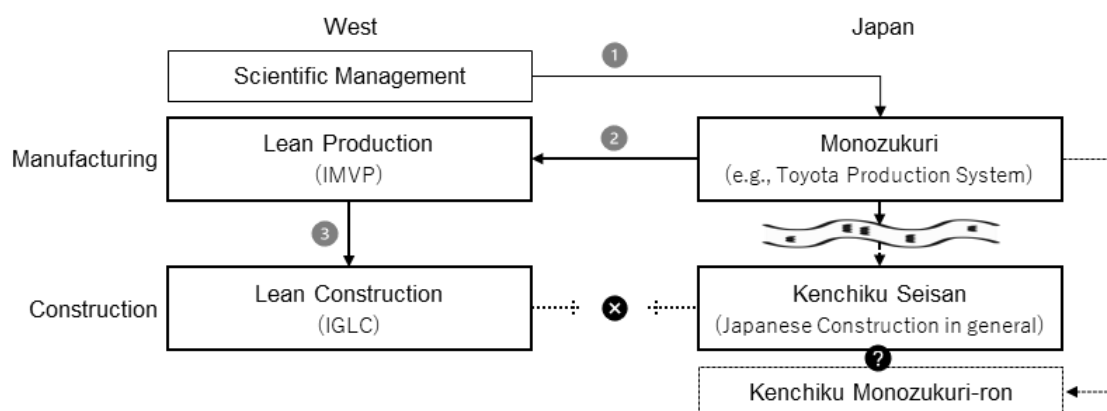 West
Japan
1
Scientific Management
Manufacturing
Lean Production
(IMVP)
2
Monozukuri
(e.g., Toyota Production System)
3
Construction
Lean Construction
(IGLC)
×
Kenchiku Seisan
(Japanese Construction in general)
?
Kenchiku Monozukuri-ron